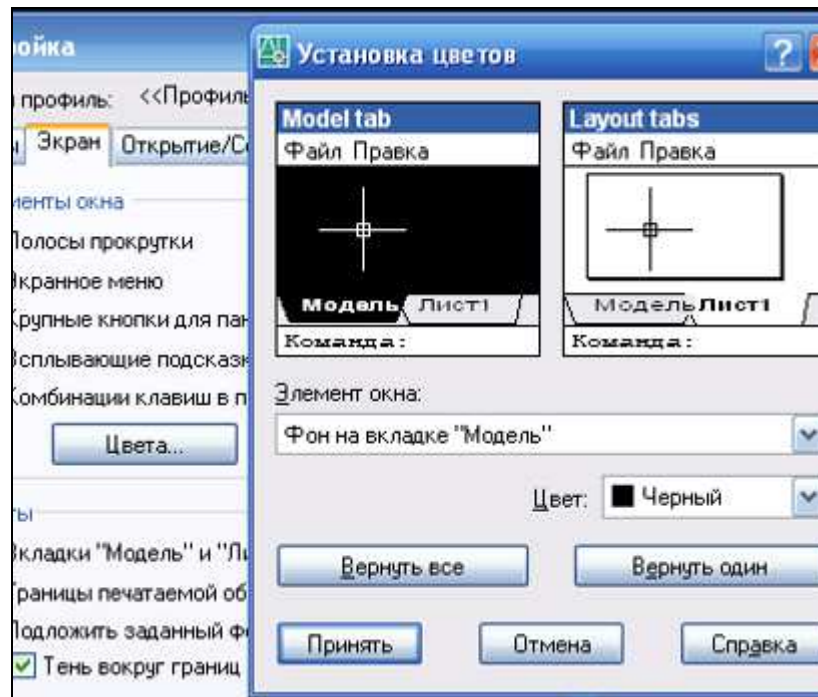 ройка
профиль: <<Профиль
Экран Открытие/Со
менты окна
Полосы прокрутки
Экранное меню
Крупные кнопки для пан
Всплывающие подсказк
Комбинации клавиш в п
Цвета...
ты
Вкладки "Модель" и "Ли
Границы печатаемой об
Подложить заданный фо
Тень вокруг границ
Установка цветов
Model tab
Файл Правка
Модель Лист1
Команда:
Layout tabs
Файл Правка
Модель Лист1
Команда:
Элемент окна:
Фон на вкладке "Модель"
Цвет: Черный
Вернуть все Вернуть один
Принять Отмена Справка